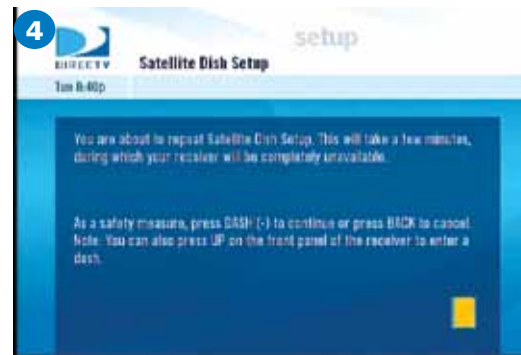 4
setup
DIRECTV
Satellite Dish Setup
Tue 8:40p
You are about to repeat Satellite Dish Setup. This will take a few minutes,
during which your receiver will be completely unavailable.
As a safety measure, press DASH (-) to continue or press BACK to cancel.
Note: You can also press UP on the front panel of the receiver to enter a
dash.